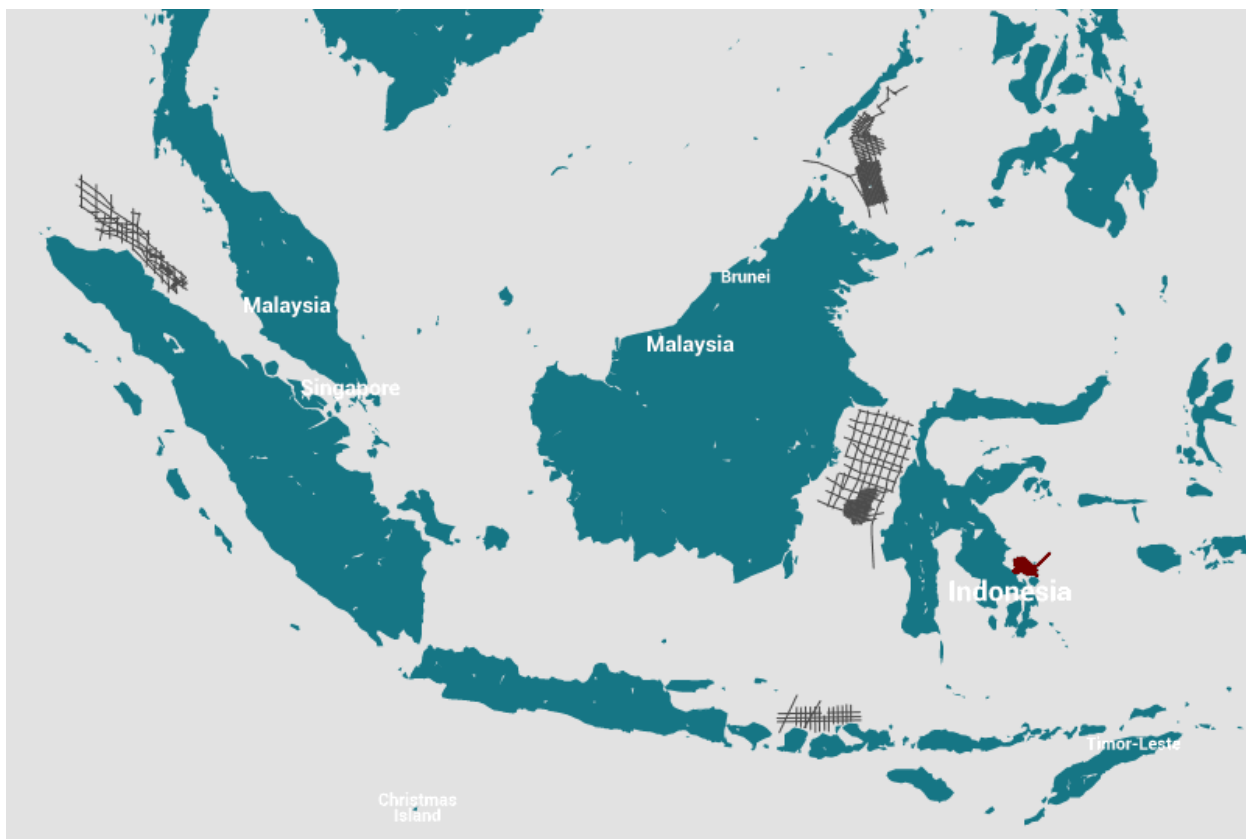 Brunei
Malaysia
Malaysia
Singapore
Indonesia
Timor-Leste
Christmas
Island